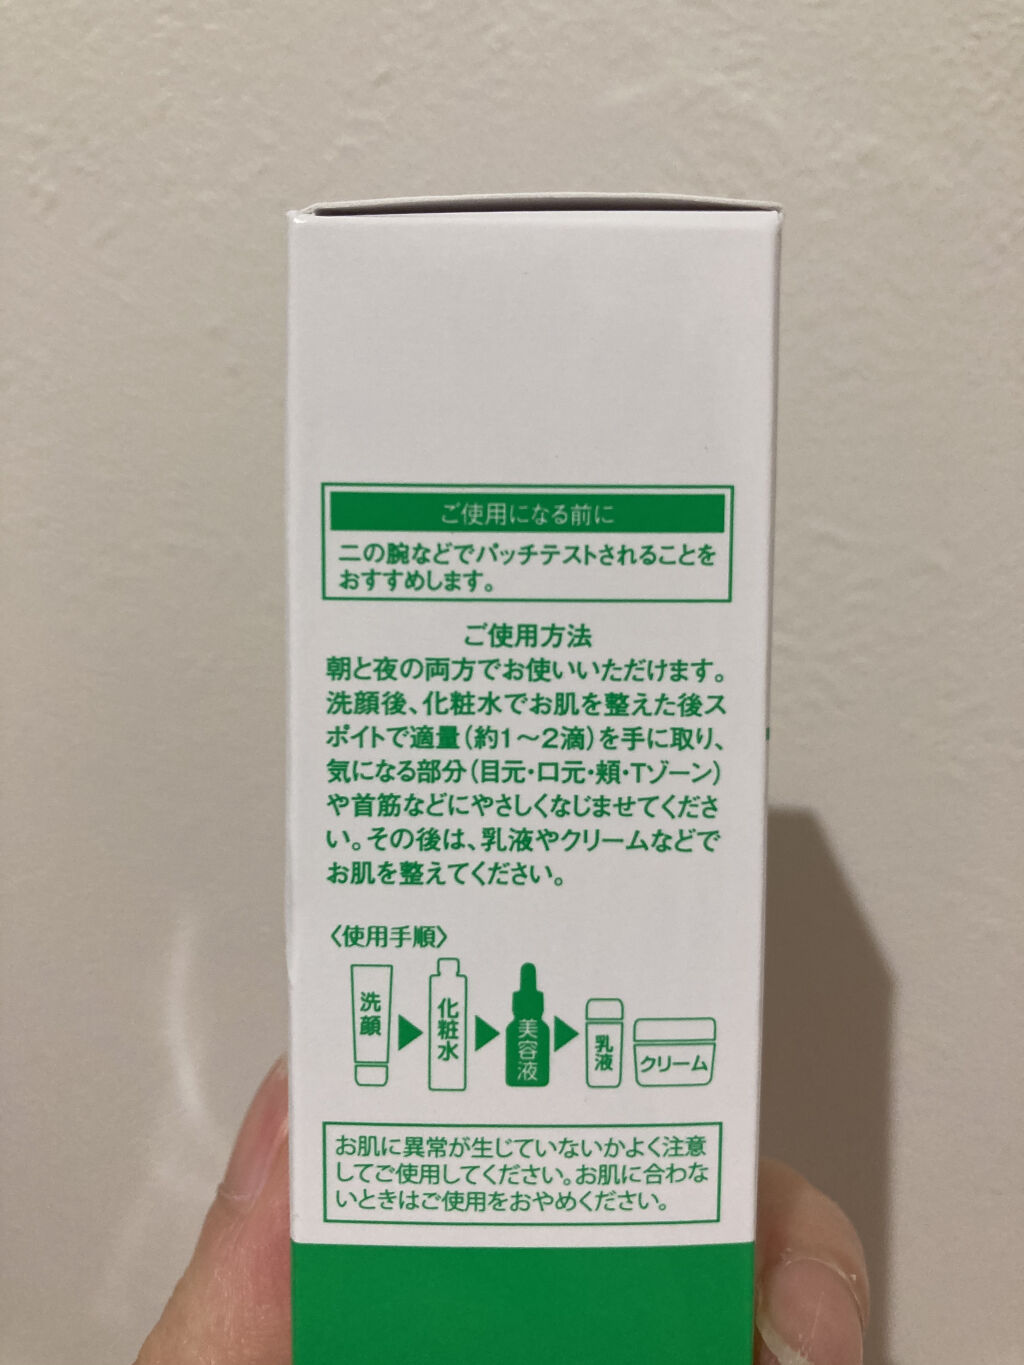 ご使用になる前に
二の腕などでパッチテストされることを
おすすめします。
ご使用方法
朝と夜の両方でお使いいただけます。
洗顔後、化粧水でお肌を整えた後ス
ポイトで適量(約1〜2滴)を手に取り、
気になる部分(目元・口元・頬・Tゾーン)
や首筋などにやさしくなじませてくださ
い。その後は、乳液やクリームなどで
お肌を整えてください。
〈使用手順〉
洗顔
化粧水
美容液
乳液
クリーム
お肌に異常が生じていないかよく注意
してご使用してください。お肌に合わな
いときはご使用をおやめください。